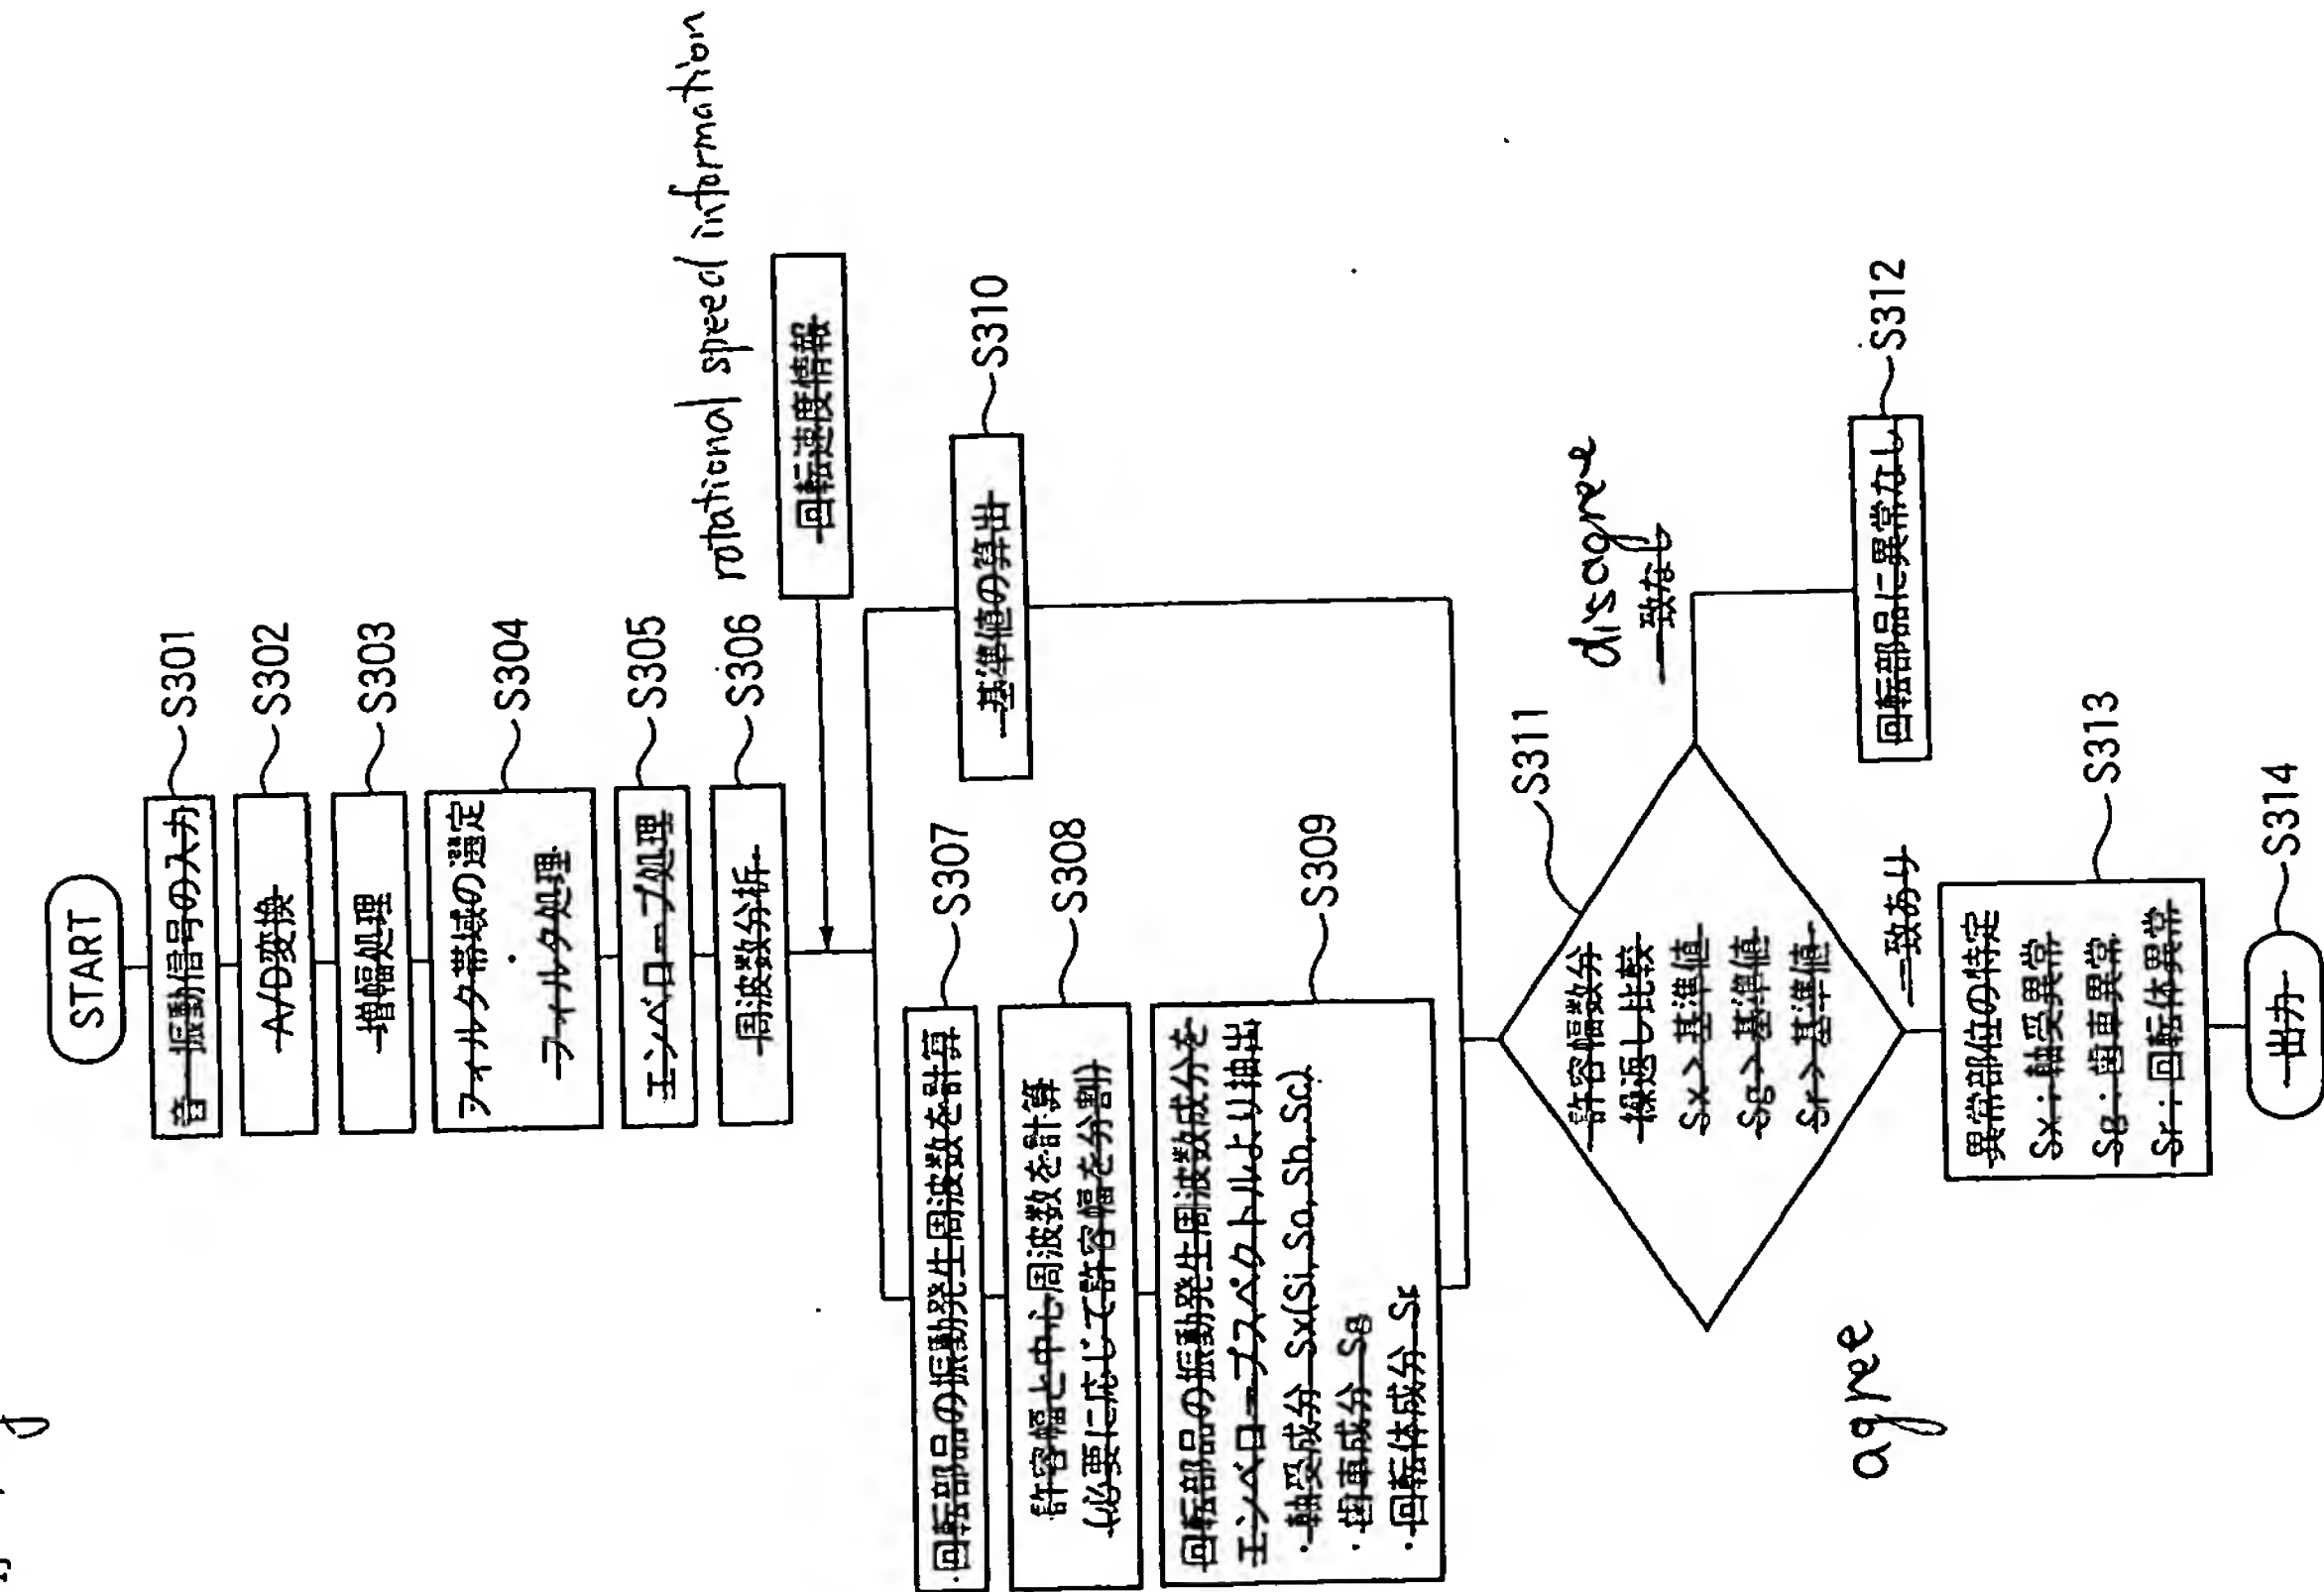 START
音・振動信号の入力
S301
A/D変換
S302
増幅処理
S303
フィルタ帯域の選定
フィルタ処理
S304
エンベロープ処理
S305
周波数分析
S306
rotational speed information
回転速度情報
回転部品の振動発生周波数を計算
S307
許容幅と中心周波数を計算
(必要に応じて許容幅を分割)
S308
回転部品の振動発生周波数成分を
エンベロープスペクトルより抽出
・軸受成分 Sx(Si,So,Sb,Sc)
・歯車成分 Sg
・回転体成分 Sr
S309
基準値の算出
S310
許容幅数分
繰返し比較
Sx>基準値
Sg>基準値
Sr>基準値
S311
disagree
一致なし
回転部品に異常なし
S312
agree
一致あり
異常部位の特定
Sx:軸受異常
Sg:歯車異常
Sr:回転体異常
S313
出力
S314